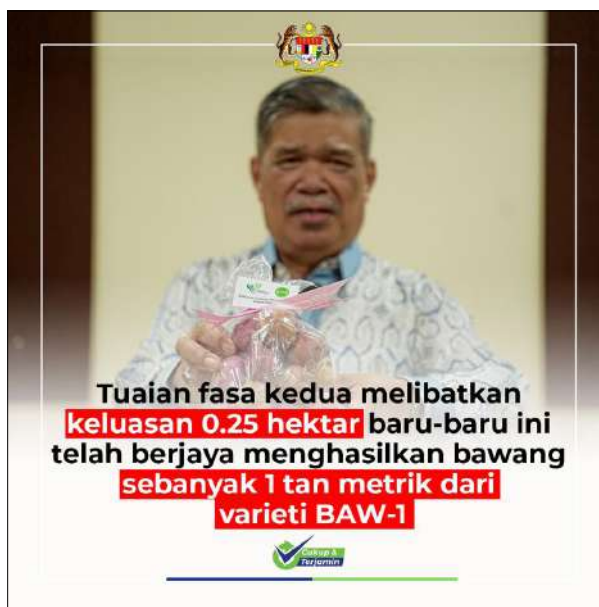 Tuaian fasa kedua melibatkan
keluasan 0.25 hektar baru-baru ini
telah berjaya menghasilkan bawang
sebanyak 1 tan metrik dari
varieti BAW-1
Cukup &
Terjamin